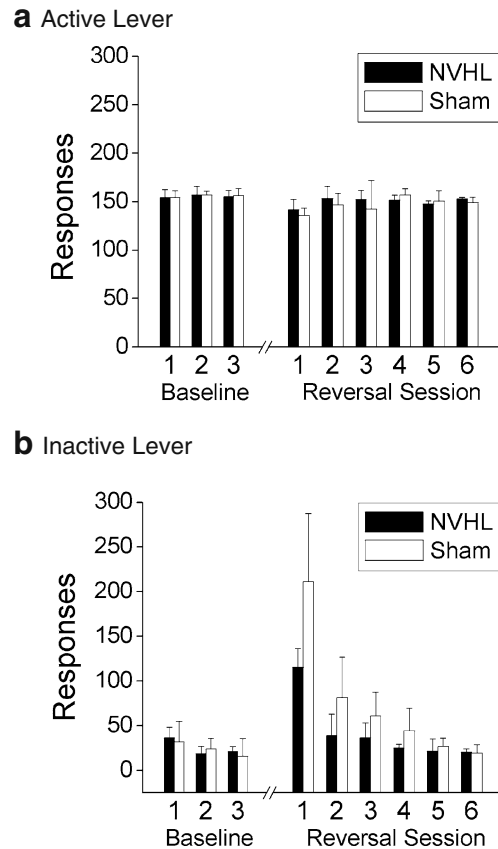 a Active Lever
300
250
200
150
100
50
0
Responses
NVHL
Sham
1 2 3 1 2 3 4 5 6
Baseline Reversal Session
b Inactive Lever
300
250
200
150
100
50
0
Responses
NVHL
Sham
1 2 3 1 2 3 4 5 6
Baseline Reversal Session